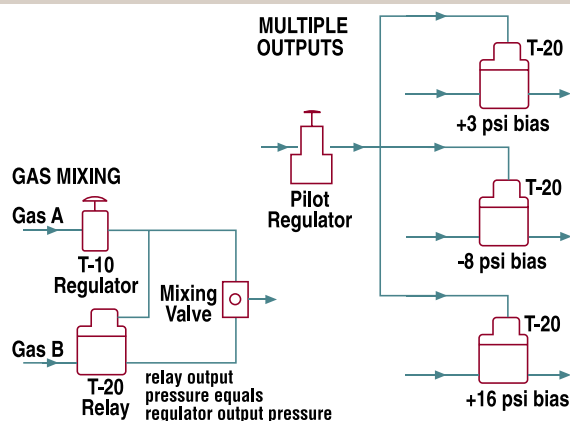 GAS MIXING
Gas A
T-10
Regulator
Mixing
Valve
Gas B
T-20
Relay
relay output
pressure equals
regulator output pressure
MULTIPLE
OUTPUTS
Pilot
Regulator
T-20
+3 psi bias
T-20
-8 psi bias
T-20
+16 psi bias